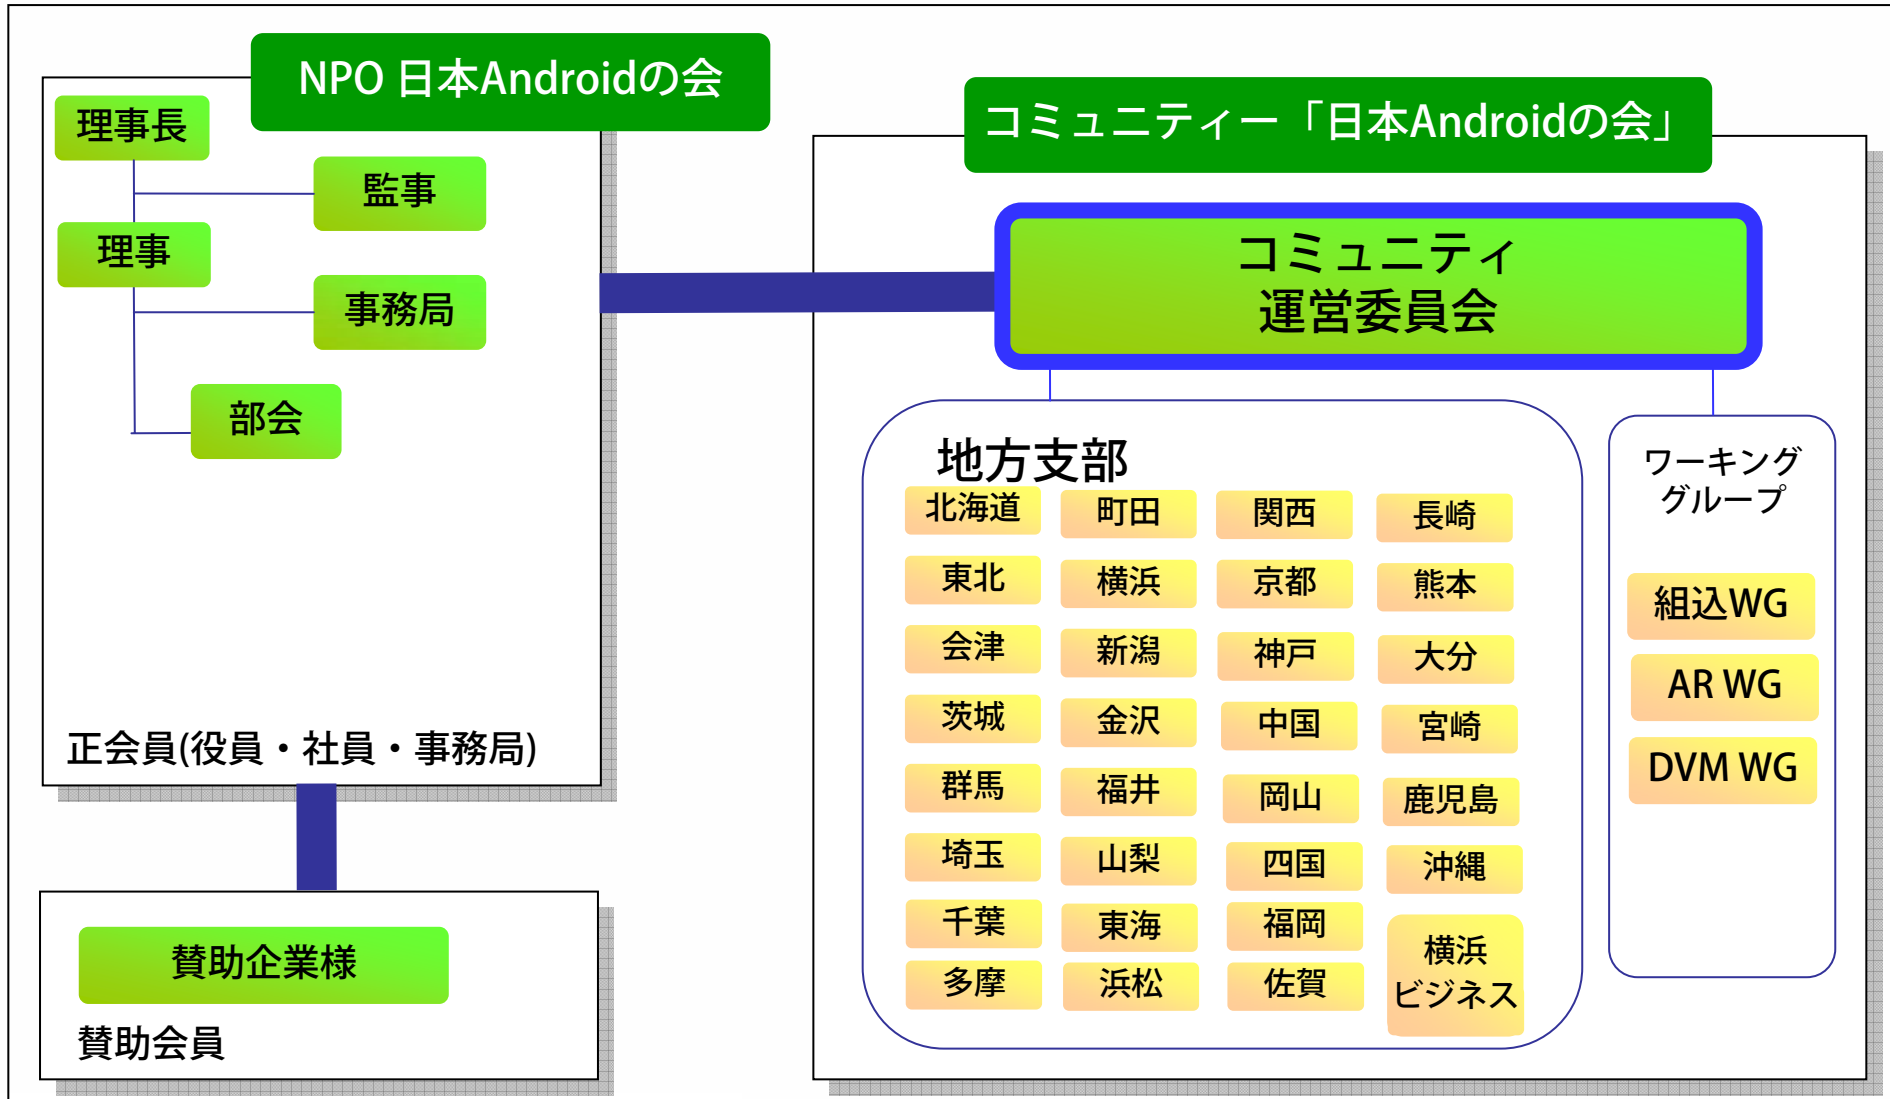 NPO 日本Androidの会
理事長
監事
理事
事務局
部会
正会員(役員・社員・事務局)
賛助企業様
賛助会員
コミュニティー「日本Androidの会」
コミュニティ
運営委員会
地方支部
北海道
町田
関西
長崎
東北
横浜
京都
熊本
会津
新潟
神戸
大分
茨城
金沢
中国
宮崎
群馬
福井
岡山
鹿児島
埼玉
山梨
四国
沖縄
千葉
東海
福岡
横浜
ビジネス
多摩
浜松
佐賀
ワーキング
グループ
組込WG
AR WG
DVM WG